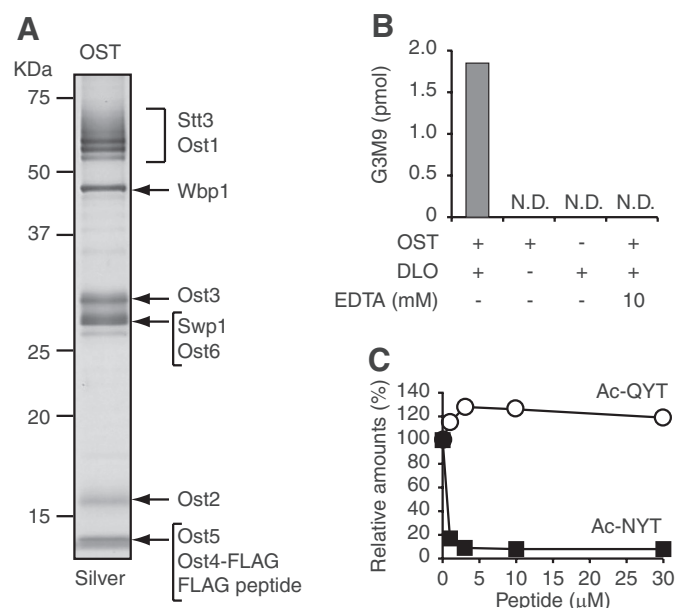 A
OST
KDa
75
50
37
25
20
15
Stt3
Ost1
Wbp1
Ost3
Swp1
Ost6
Ost2
Ost5
Ost4-FLAG
FLAG peptide
Silver
B
G3M9 (pmol)
2.0
1.5
1.0
0.5
0
N.D. N.D. N.D.
OST + + - +
DLO + - + +
EDTA (mM) - - - 10
C
Relative amounts (%)
140
120
100
80
60
40
20
0
Ac-QYT
Ac-NYT
0 5 10 15 20 25 30
Peptide (μM)